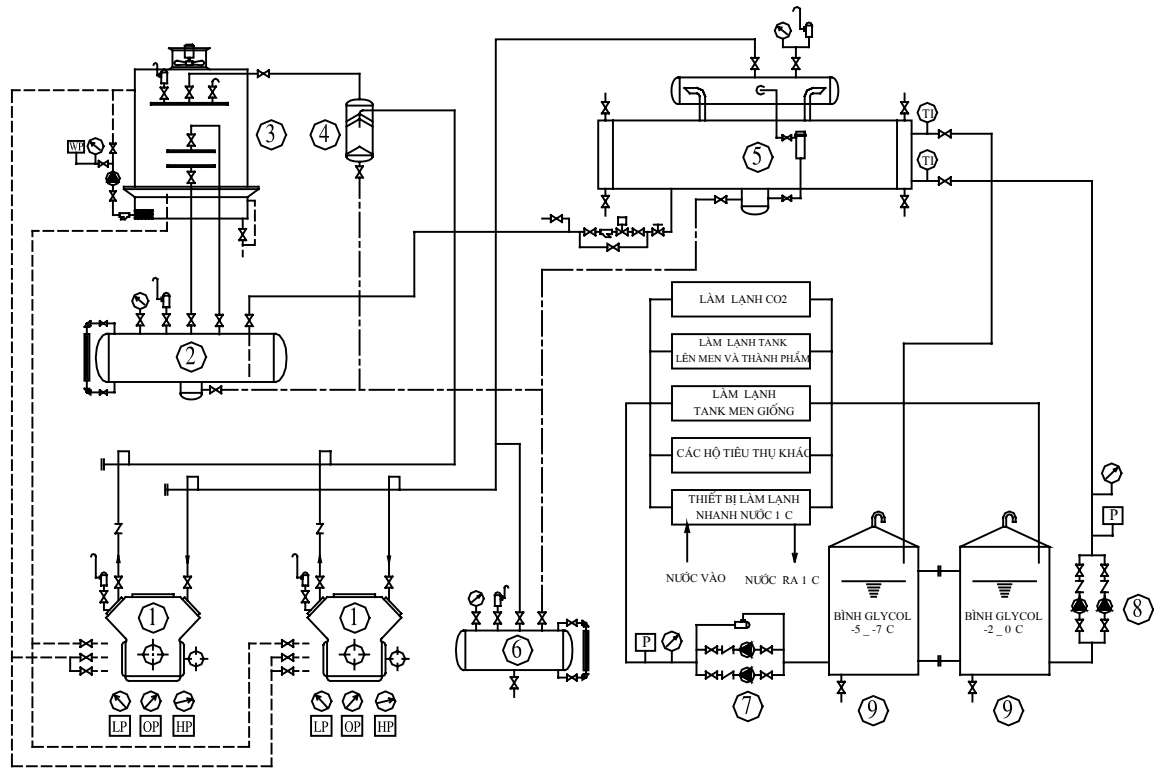 3
4
WP
TI
5
TI
2
LÀM LẠNH CO2
LÀM LẠNH TANK
LÊN MEN VÀ THÀNH PHẨM
LÀM LẠNH
TANK MEN GIỐNG
CÁC HỘ TIÊU THỤ KHÁC
THIẾT BỊ LÀM LẠNH
NHANH NƯỚC 1 C
NƯỚC VÀO
NƯỚC RA 1 C
P
1
1
6
BÌNH GLYCOL
-5_-7 C
BÌNH GLYCOL
-2_0 C
8
P
7
9
9
LP
OP
HP
LP
OP
HP